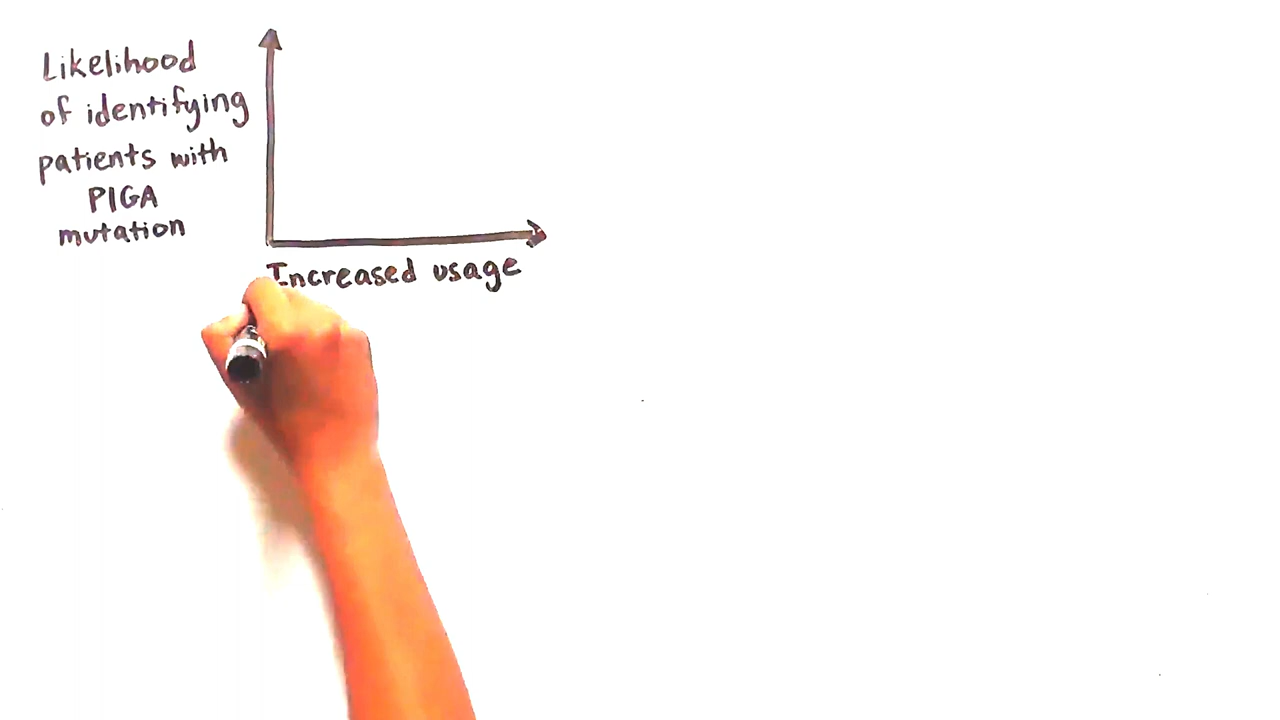 Likelihood
of identifying
patients with
PIGA
mutation
Increased usage